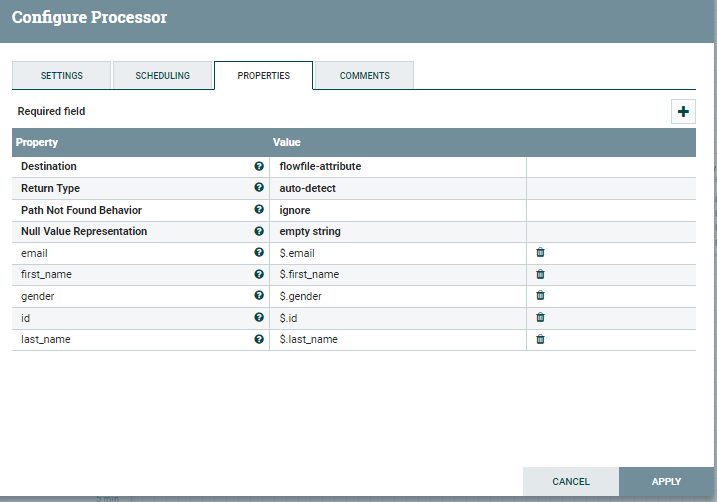 Configure Processor
SETTINGS SCHEDULING PROPERTIES COMMENTS
Required field
Property Value
Destination flowfile-attribute
Return Type auto-detect
Path Not Found Behavior ignore
Null Value Representation empty string
email $.email
first_name $.first_name
gender $.gender
id $.id
last_name $.last_name
CANCEL APPLY
5 min